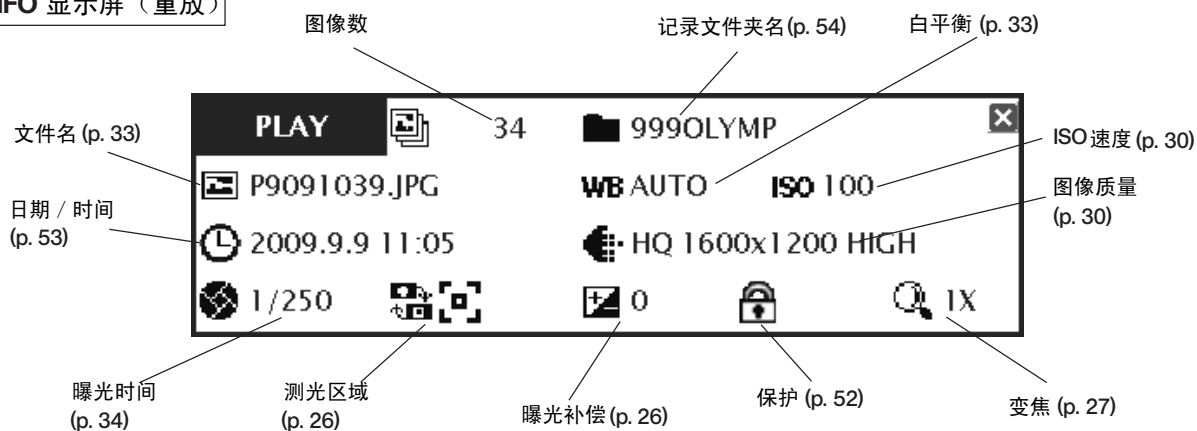 NFO 显示屏（重放）
图像数
记录文件夹名(p. 54)
白平衡 (p. 33)
文件名 (p. 33)
PLAY 34 999OLYMP
ISO 速度 (p. 30)
P9091039.JPG WB AUTO ISO 100
图像质量
(p. 30)
日期 / 时间
(p. 53)
2009.9.9 11:05 HQ 1600x1200 HIGH
1/250 0 1X
曝光时间
(p. 34)
测光区域
(p. 26)
曝光补偿 (p. 26)
保护 (p. 52)
变焦 (p. 27)